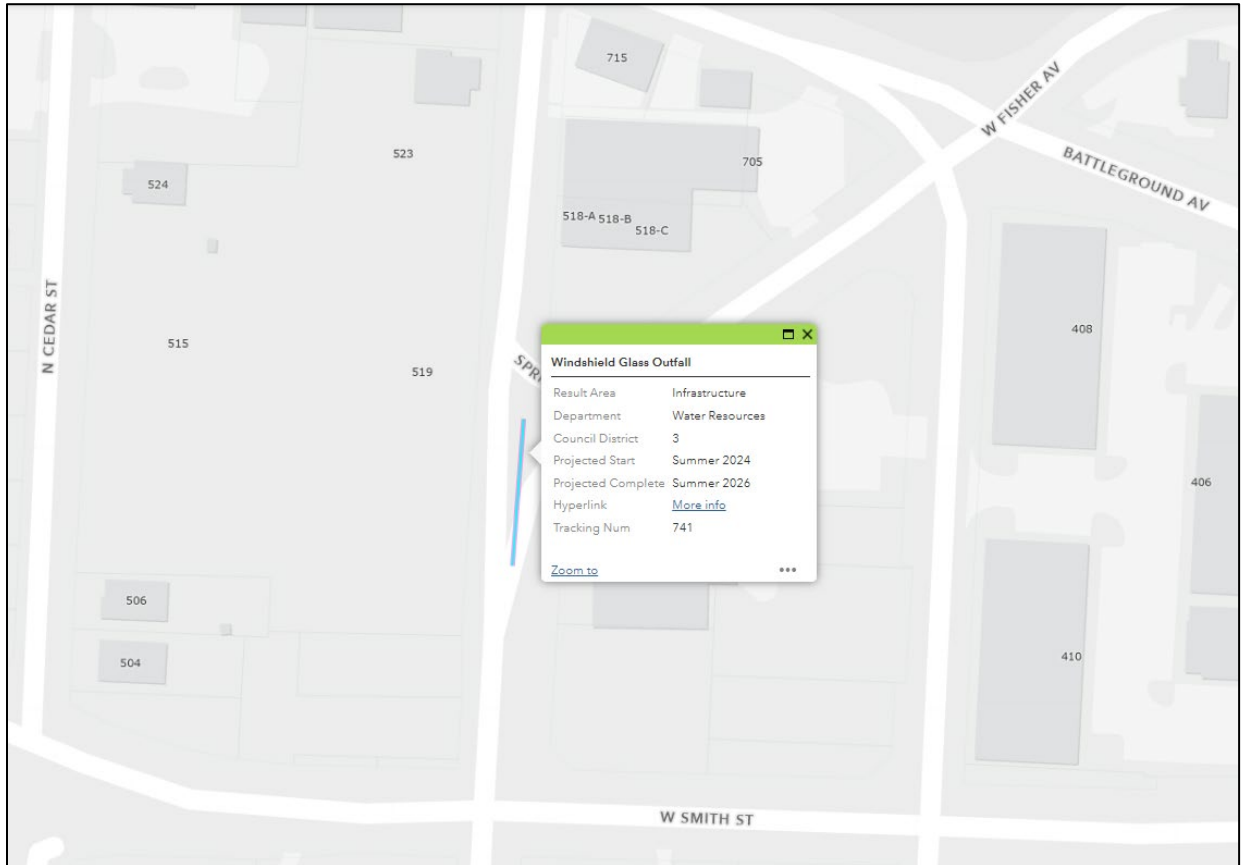 715
W FISHER AV
BATTLEGROUND AV
523
705
524
518-A 518-B
518-C
N CEDAR ST
515
519
408
406
Windshield Glass Outfall
Result Area Infrastructure
Department Water Resources
Council District 3
Projected Start Summer 2024
Projected Complete Summer 2026
Hyperlink More info
Tracking Num 741
Zoom to
506
504
410
W SMITH ST